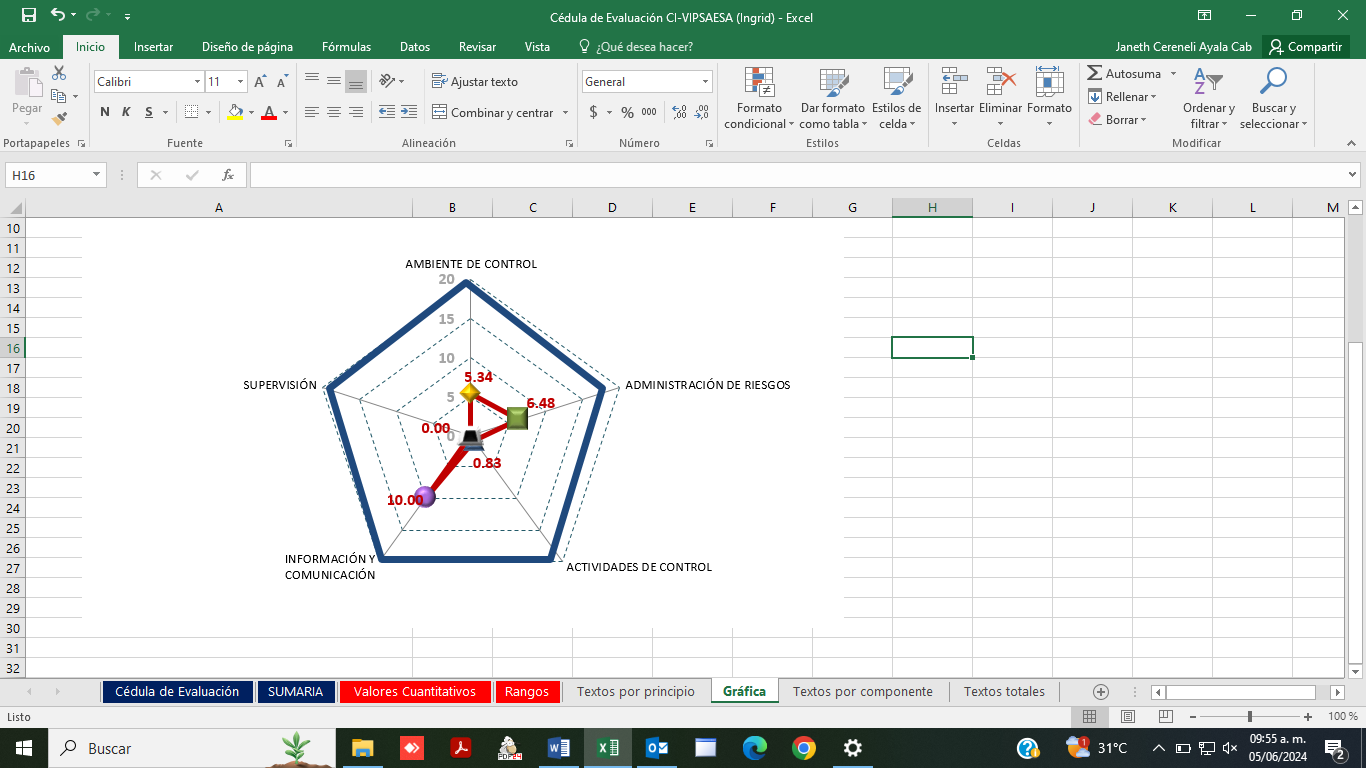 Cédula de Evaluación CI-VIPSAESA (Ingrid) - Excel
Archivo Inicio Insertar Diseño de página Fórmulas Datos Revisar Vista ¿Qué desea hacer? Janeth Cereneli Ayala Cab Compartir
Pegar
Calibri 11
N K S
A A
A
Ajustar texto
Combinar y centrar
General
$ % 000
Formato condicional
Dar formato como tabla
Estilos de celda
Insertar Eliminar Formato
Autosuma
Rellenar
Borrar
Ordenar y filtrar
Buscar y seleccionar
Portapapeles Fuente Alineación Número Estilos Celdas Modificar
H16 fx
A B C D E F G H I J K L M
10
11
12
13
14
15
16
17
18
19
20
21
22
23
24
25
26
27
28
29
30
31
32
AMBIENTE DE CONTROL
20
15
10
5.34
SUPERVISIÓN
ADMINISTRACIÓN DE RIESGOS
5
6.48
0.00
0
0.83
10.00
INFORMACIÓN Y
COMUNICACIÓN
ACTIVIDADES DE CONTROL
Cédula de Evaluación SUMARIA Valores Cuantitativos Rangos Textos por principio Gráfica Textos por componente Textos totales
Listo 100 %
Buscar
31°C
09:55 a. m.
05/06/2024
2